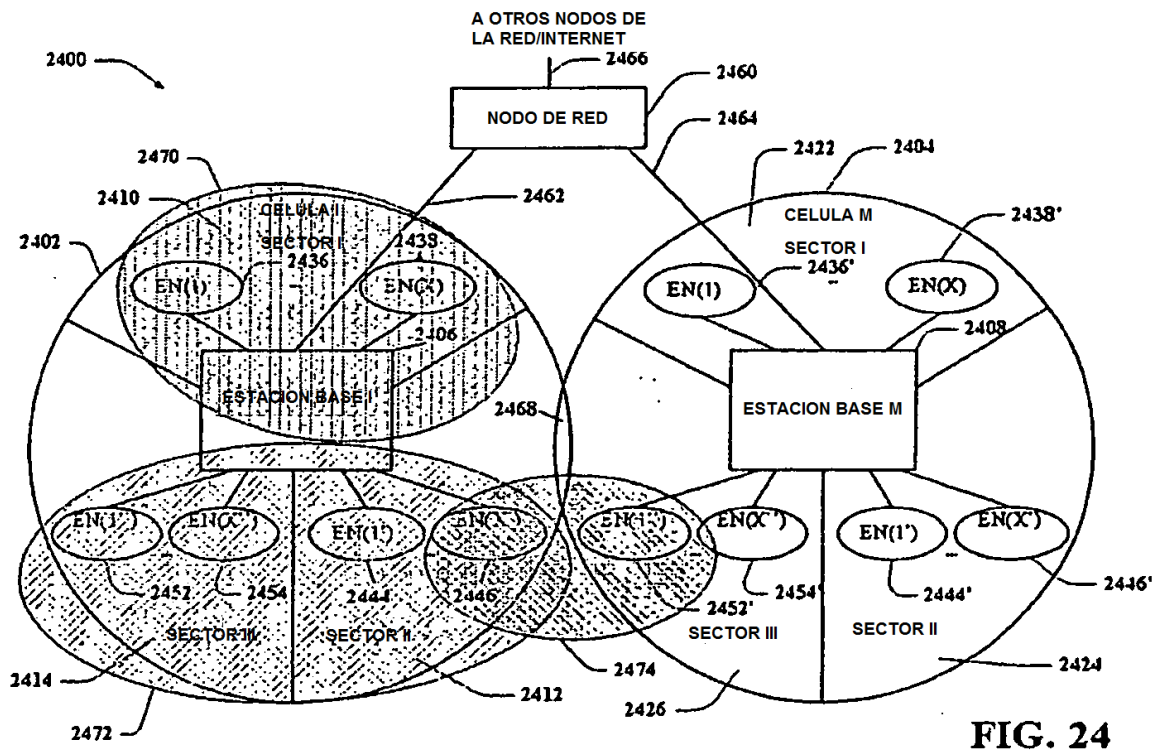 A OTROS NODOS DE
LA RED/INTERNET
2400
2466
2460
NODO DE RED
2464
2470
2422
2404
2410
2462
CELULA I
CELULA M
2438'
2402
SECTOR I
2438
SECTOR I
2436
2436'
EN(1)
...
EN(X)
EN(1)
...
EN(X)
2406
2408
ESTACION BASE I
2468
ESTACION BASE M
EN(1'')
EN(X'')
EN(1')
EN(X')
EN(1'')
EN(X'')
EN(1')
...
EN(X')
2452
2454
2444
2446
2452'
2454'
2444'
2446'
SECTOR III
SECTOR II
SECTOR III
SECTOR II
2414
2412
2474
2426
2424
2472
FIG. 24